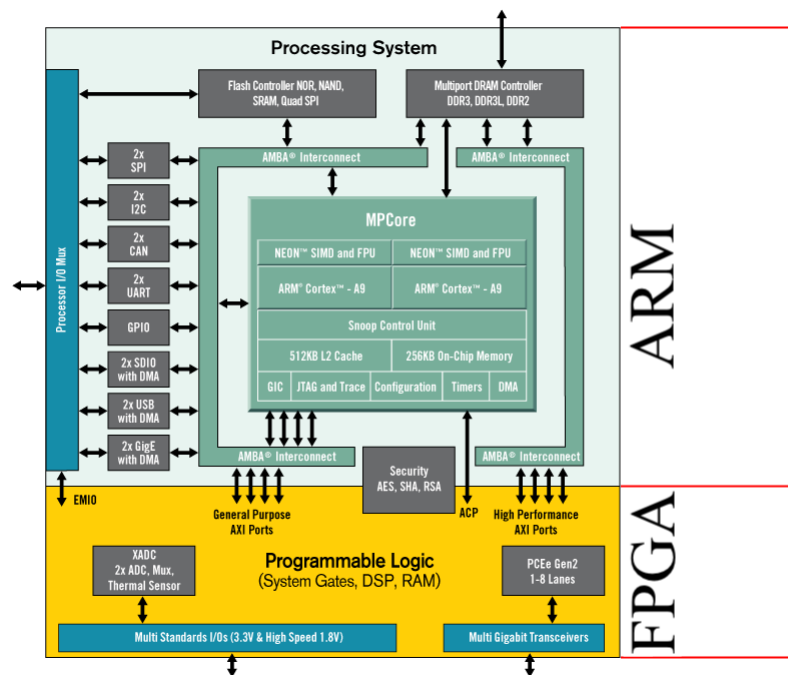 Processing System
Flash Controller NOR, NAND,
SRAM, Quad SPI
Multiport DRAM Controller
DDR3, DDR3L, DDR2
AMBA® Interconnect
AMBA® Interconnect
Processor I/O Mux
2x
SPI
2x
I2C
2x
CAN
2x
UART
GPIO
2x SDIO
with DMA
2x USB
with DMA
2x GigE
with DMA
MPCore
NEON™ SIMD and FPU
NEON™ SIMD and FPU
ARM® Cortex™ - A9
ARM® Cortex™ - A9
Snoop Control Unit
512KB L2 Cache
256KB On-Chip Memory
GIC
JTAG and Trace
Configuration
Timers
DMA
AMBA® Interconnect
AMBA® Interconnect
Security
AES, SHA, RSA
EMIO
General Purpose
AXI Ports
ACP
High Performance
AXI Ports
ARM
XADC
2x ADC, Mux,
Thermal Sensor
Programmable Logic
(System Gates, DSP, RAM)
PCEe Gen2
1-8 Lanes
Multi Standards I/Os (3.3V & High Speed 1.8V)
Multi Gigabit Transceivers
FPGA